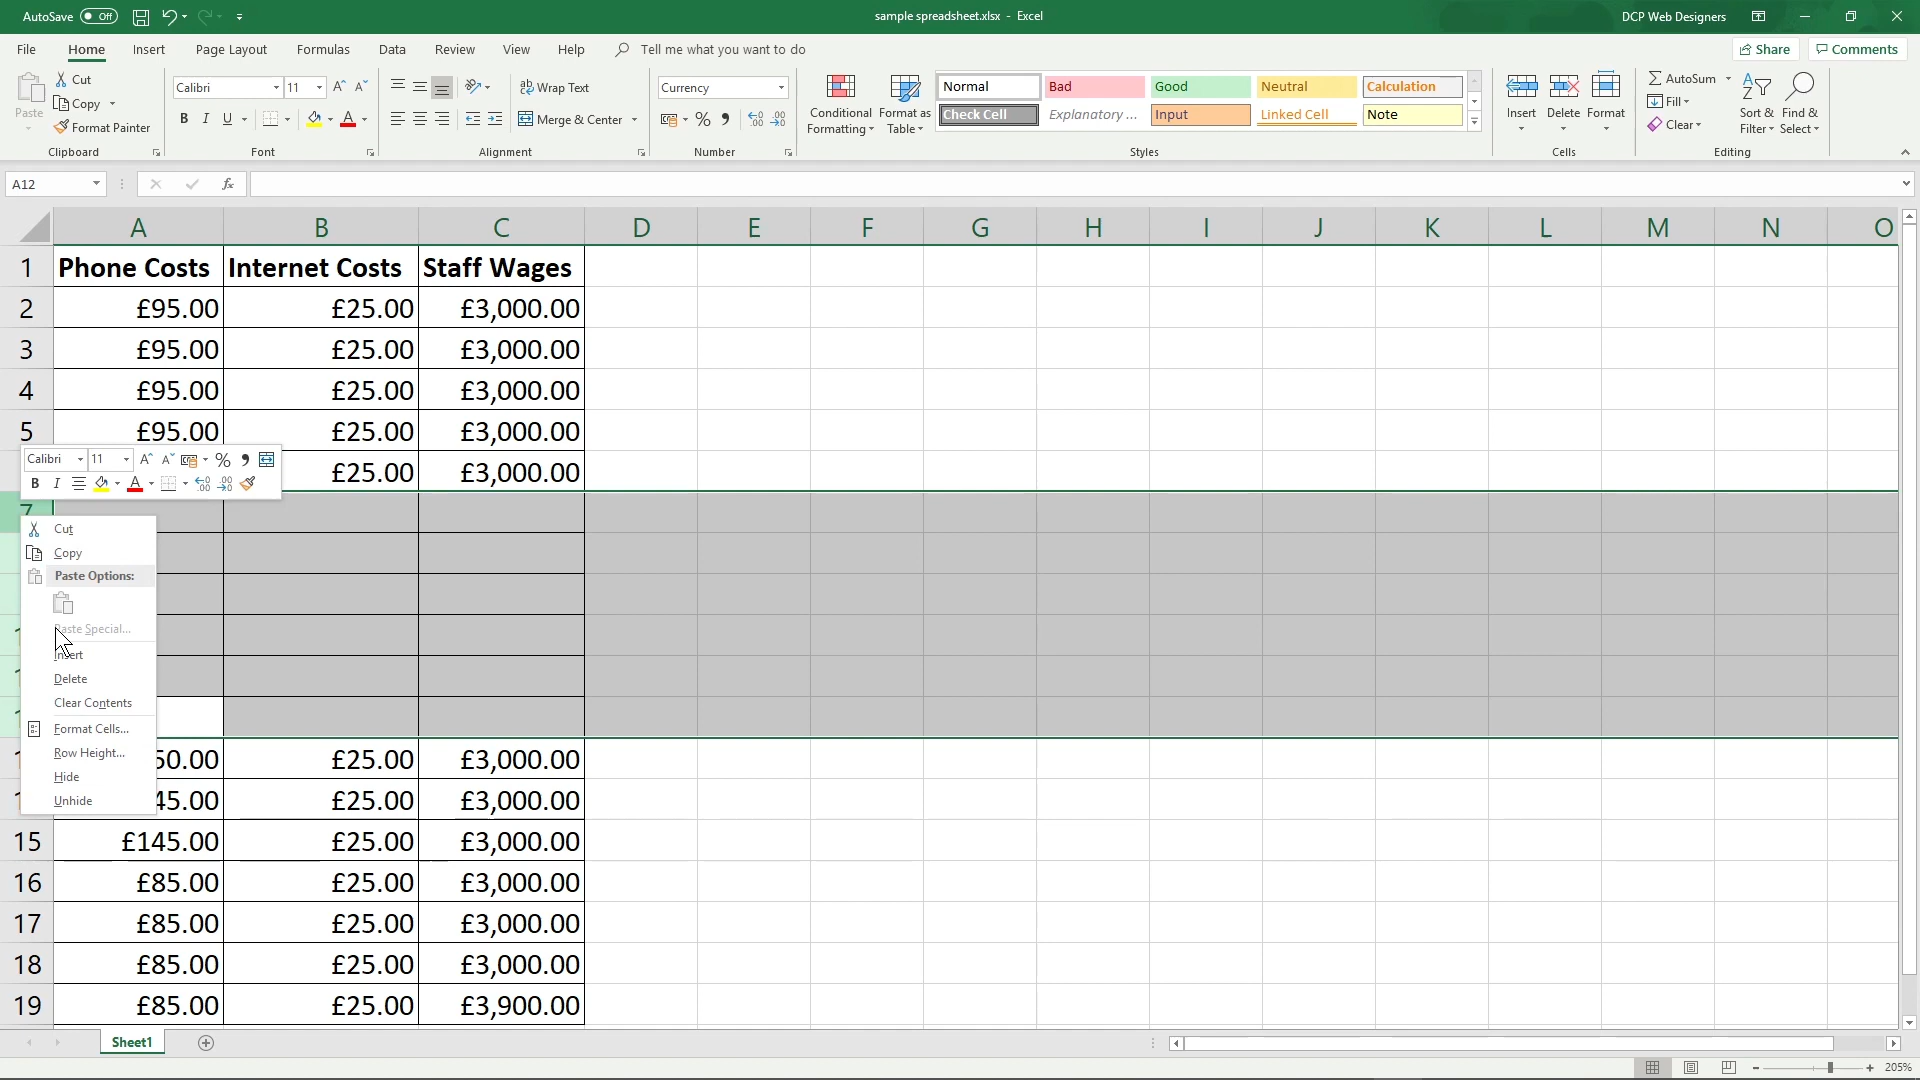 AutoSave Off sample spreadsheet.xlsx - Excel DCP Web Designers
File Home Insert Page Layout Formulas Data Review View Help Tell me what you want to do Share Comments
Paste Cut Copy Format Painter Clipboard
Calibri 11 B I U Font
Wrap Text Merge & Center Alignment
Currency % Number
Conditional Formatting Format as Table
Normal Bad Good Neutral Calculation
Check Cell Explanatory ... Input Linked Cell Note
Styles
Insert Delete Format Cells
AutoSum Fill Clear Sort & Filter Find & Select Editing
A12 fx
A B C D E F G H I J K L M N O
1 Phone Costs Internet Costs Staff Wages
2 £95.00 £25.00 £3,000.00
3 £95.00 £25.00 £3,000.00
4 £95.00 £25.00 £3,000.00
5 £95.00 £25.00 £3,000.00
Calibri 11 A A % 
B I A
£25.00 £3,000.00
7
Cut
Copy
Paste Options:
Paste Special...
Insert
Delete
Clear Contents
Format Cells...
Row Height...
Hide
Unhide
50.00 £25.00 £3,000.00
45.00 £25.00 £3,000.00
15 £145.00 £25.00 £3,000.00
16 £85.00 £25.00 £3,000.00
17 £85.00 £25.00 £3,000.00
18 £85.00 £25.00 £3,000.00
19 £85.00 £25.00 £3,900.00
Sheet1
205%